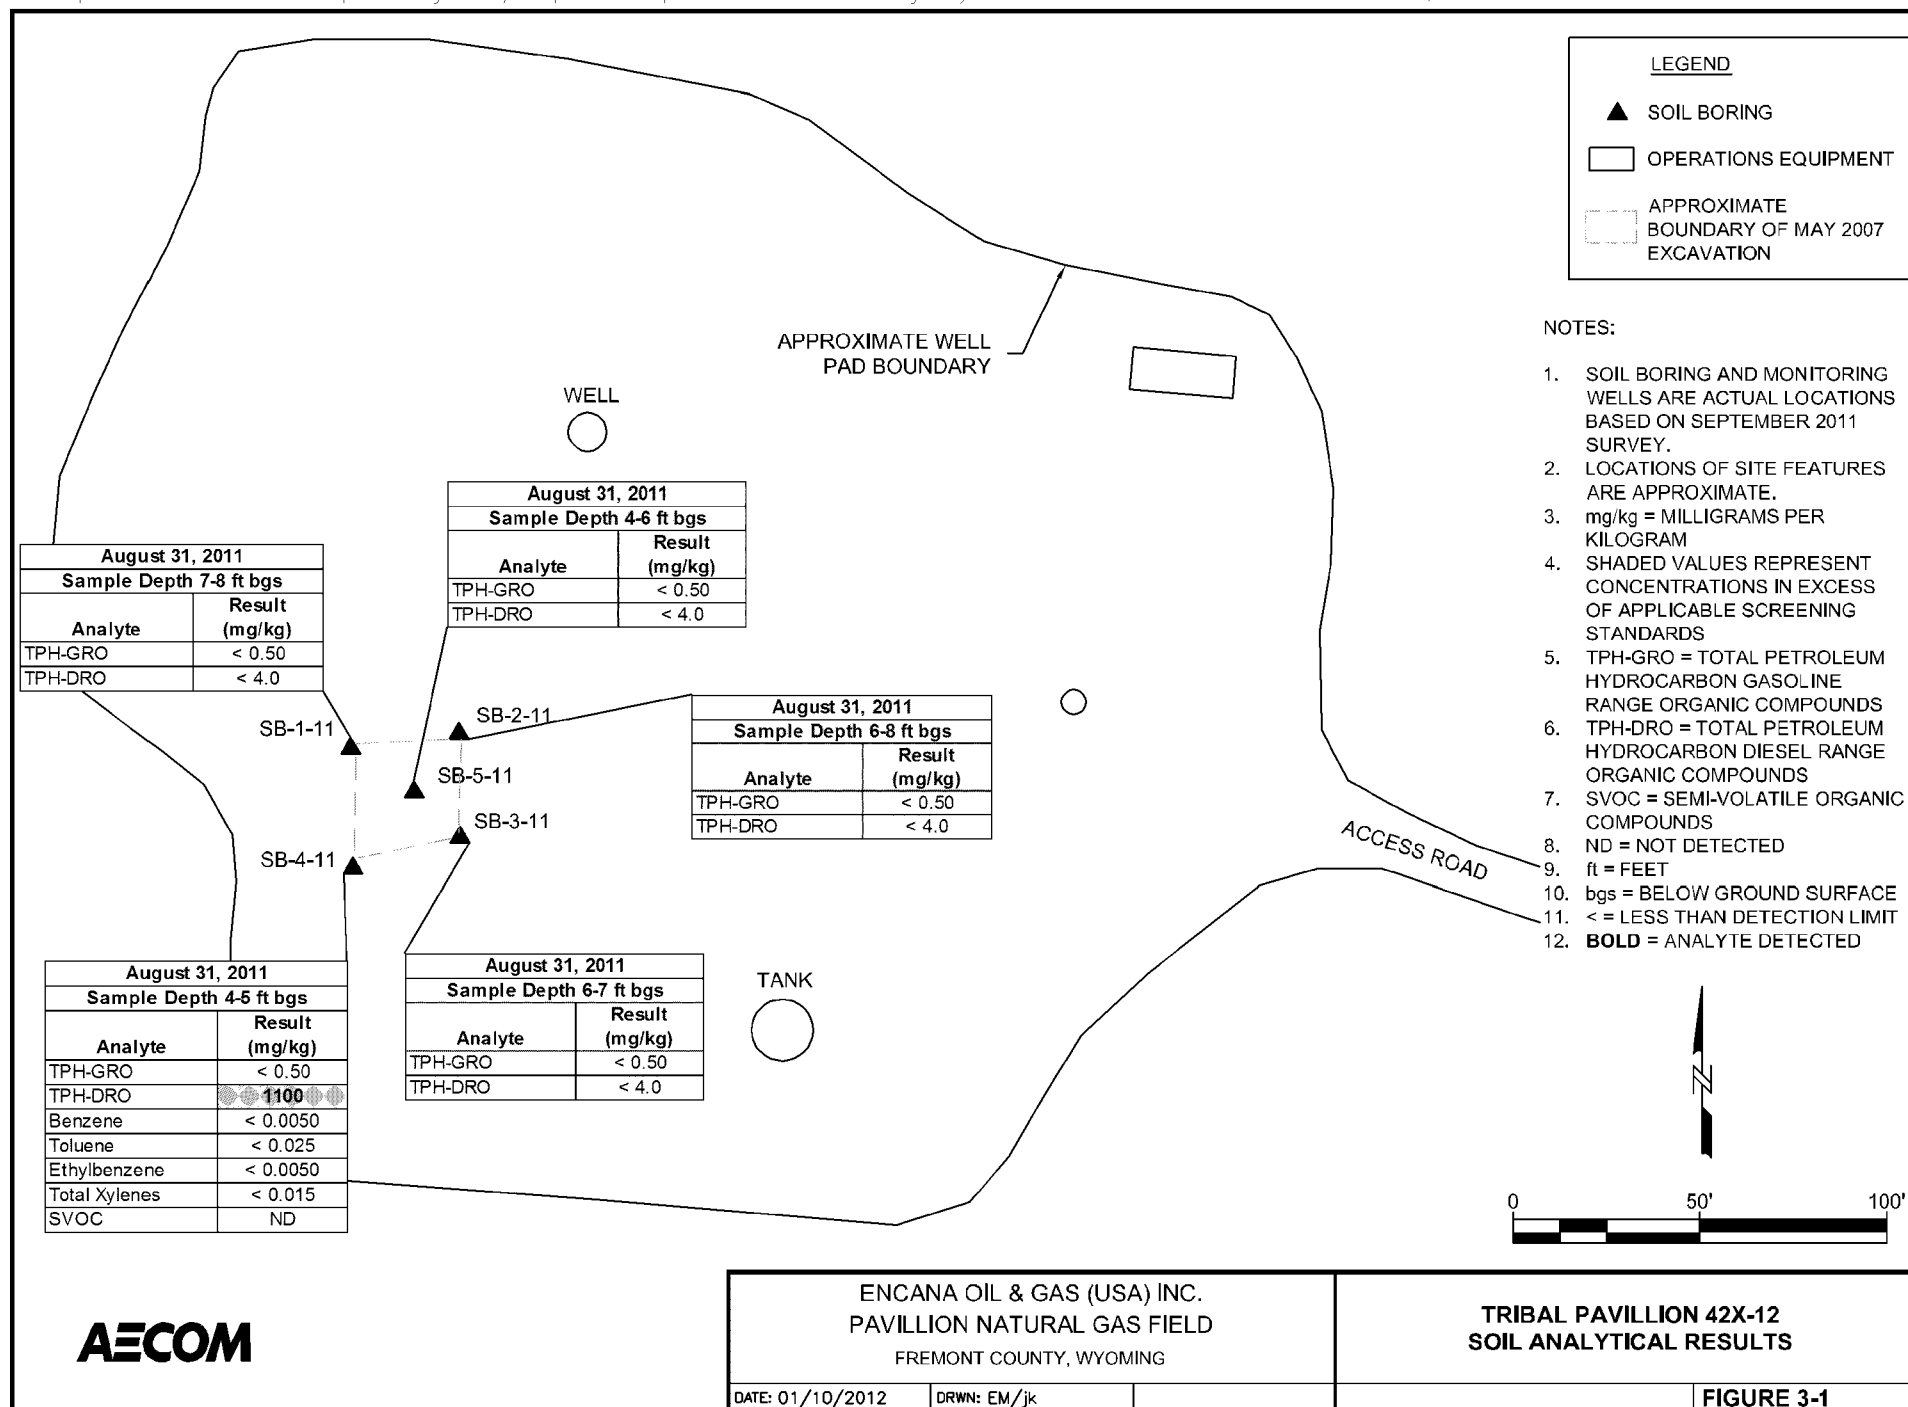 LEGEND
SOIL BORING
OPERATIONS EQUIPMENT
APPROXIMATE
BOUNDARY OF MAY 2007
EXCAVATION
NOTES:
1. SOIL BORING AND MONITORING
WELLS ARE ACTUAL LOCATIONS
BASED ON SEPTEMBER 2011
SURVEY.
2. LOCATIONS OF SITE FEATURES
ARE APPROXIMATE.
3. mg/kg = MILLIGRAMS PER
KILOGRAM
4. SHADED VALUES REPRESENT
CONCENTRATIONS IN EXCESS
OF APPLICABLE SCREENING
STANDARDS
5. TPH-GRO = TOTAL PETROLEUM
HYDROCARBON GASOLINE
RANGE ORGANIC COMPOUNDS
6. TPH-DRO = TOTAL PETROLEUM
HYDROCARBON DIESEL RANGE
ORGANIC COMPOUNDS
7. SVOC = SEMI-VOLATILE ORGANIC
COMPOUNDS
8. ND = NOT DETECTED
9. ft = FEET
10. bgs = BELOW GROUND SURFACE
11. < = LESS THAN DETECTION LIMIT
12. BOLD = ANALYTE DETECTED
APPROXIMATE WELL
PAD BOUNDARY
WELL
August 31, 2011
Sample Depth 4-6 ft bgs
Analyte Result (mg/kg)
TPH-GRO < 0.50
TPH-DRO < 4.0
August 31, 2011
Sample Depth 7-8 ft bgs
Analyte Result (mg/kg)
TPH-GRO < 0.50
TPH-DRO < 4.0
SB-1-11
SB-2-11
SB-5-11
SB-3-11
SB-4-11
August 31, 2011
Sample Depth 6-8 ft bgs
Analyte Result (mg/kg)
TPH-GRO < 0.50
TPH-DRO < 4.0
ACCESS ROAD
August 31, 2011
Sample Depth 4-5 ft bgs
Analyte Result (mg/kg)
TPH-GRO < 0.50
TPH-DRO 1100
Benzene < 0.0050
Toluene < 0.025
Ethylbenzene < 0.0050
Total Xylenes < 0.015
SVOC ND
August 31, 2011
Sample Depth 6-7 ft bgs
Analyte Result (mg/kg)
TPH-GRO < 0.50
TPH-DRO < 4.0
TANK
N
0 50' 100'
AECOM
ENCANA OIL & GAS (USA) INC.
PAVILLION NATURAL GAS FIELD
FREMONT COUNTY, WYOMING
TRIBAL PAVILLION 42X-12
SOIL ANALYTICAL RESULTS
DATE: 01/10/2012 DRWN: EM/jk
FIGURE 3-1